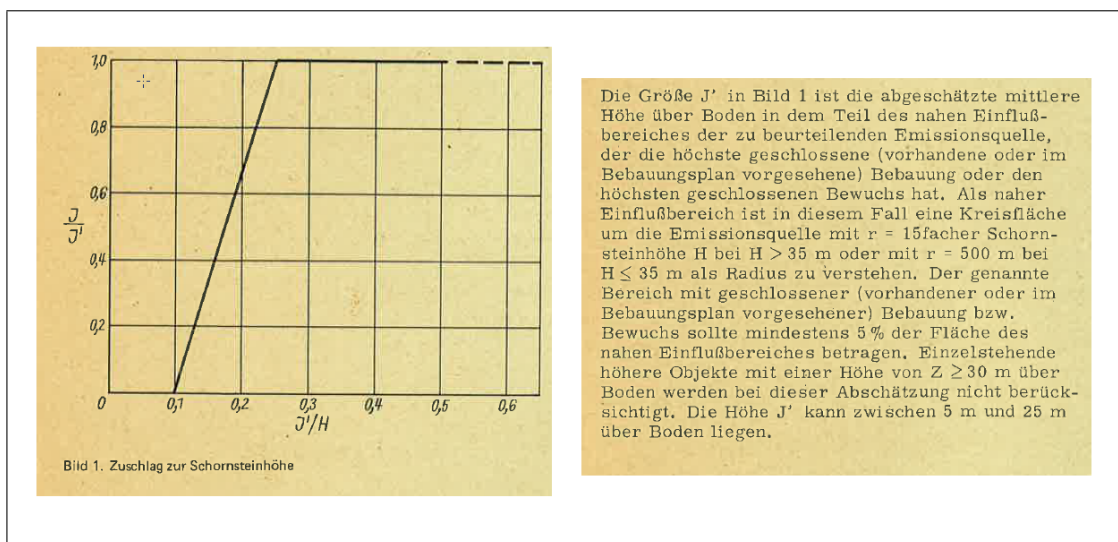 1,0
0,8
0,6
J
J'
0,4
0,2
0
0,1
0,2
0,3
0,4
0,5
0,6
J'/H
Bild 1. Zuschlag zur Schornsteinhöhe
Die Größe J' in Bild 1 ist die abgeschätzte mittlere
Höhe über Boden in dem Teil des nahen Einfluß-
bereiches der zu beurteilenden Emissionsquelle,
der die höchste geschlossene (vorhandene oder im
Bebauungsplan vorgesehene) Bebauung oder den
höchsten geschlossenen Bewuchs hat. Als naher
Einflußbereich ist in diesem Fall eine Kreisfläche
um die Emissionsquelle mit r = 15facher Schorn-
steinhöhe H bei H > 35 m oder mit r = 500 m bei
H ≤ 35 m als Radius zu verstehen. Der genannte
Bereich mit geschlossener (vorhandener oder im
Bebauungsplan vorgesehener) Bebauung bzw.
Bewuchs sollte mindestens 5 % der Fläche des
nahen Einflußbereiches betragen. Einzelstehende
höhere Objekte mit einer Höhe von Z ≥ 30 m über
Boden werden bei dieser Abschätzung nicht berück-
sichtigt. Die Höhe J' kann zwischen 5 m und 25 m
über Boden liegen.